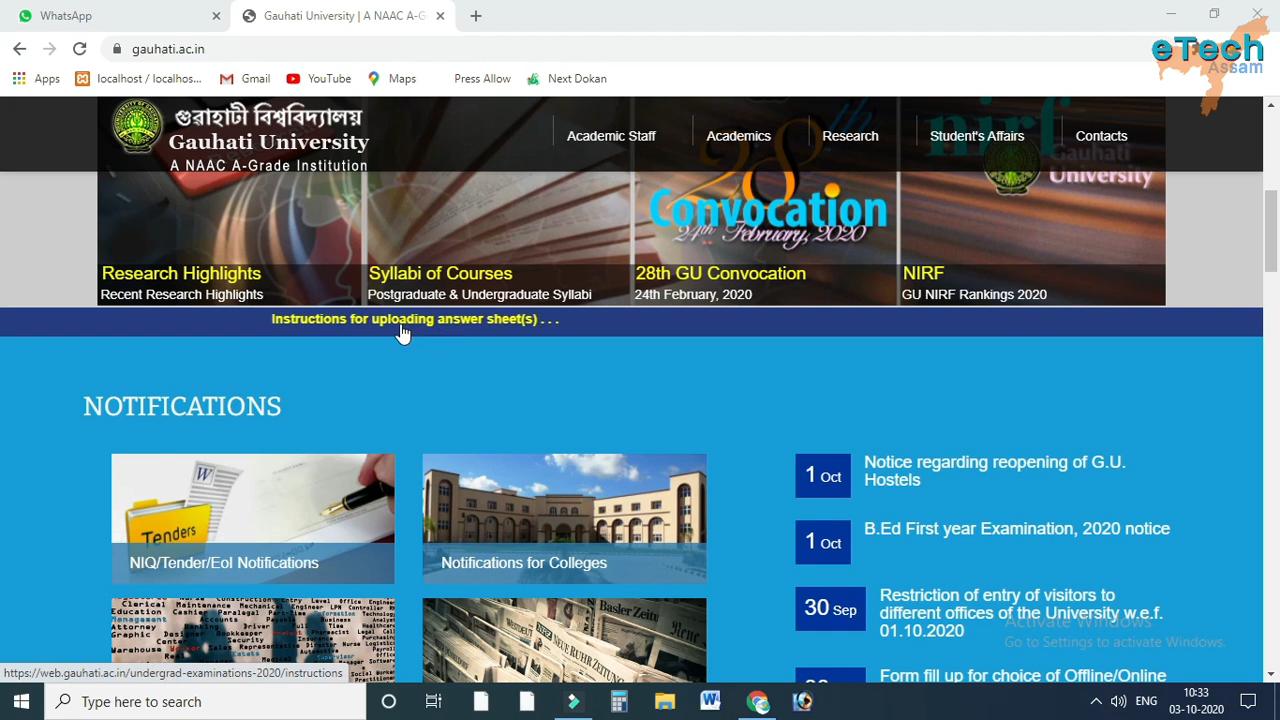 WhatsApp
Gauhati University | A NAAC A-G
gauhati.ac.in
eTech
Assam
Apps
localhost / localhos...
Gmail
YouTube
Maps
Press Allow
Next Dokan
গুৱাহাটী বিশ্ববিদ্যালয়
Gauhati University
A NAAC A-Grade Institution
Academic Staff
Academics
Research
Student's Affairs
Contacts
28
Convocation
24th February, 2020
nirf
Gauhati
University
Research Highlights
Recent Research Highlights
Syllabi of Courses
Postgraduate & Undergraduate Syllabi
28th GU Convocation
24th February, 2020
NIRF
GU NIRF Rankings 2020
Instructions for uploading answer sheet(s) . . .
NOTIFICATIONS
Tenders
NIQ/Tender/EoI Notifications
Notifications for Colleges
1 Oct
Notice regarding reopening of G.U.
Hostels
1 Oct
B.Ed First year Examination, 2020 notice
30 Sep
Restriction of entry of visitors to
different offices of the University w.e.f.
01.10.2020
Form fill up for choice of Offline/Online
Activate Windows
Go to Settings to activate Windows.
https://web.gauhati.ac.in/undergrad-examinations-2020/instructions
Type here to search
ENG
10:33
03-10-2020